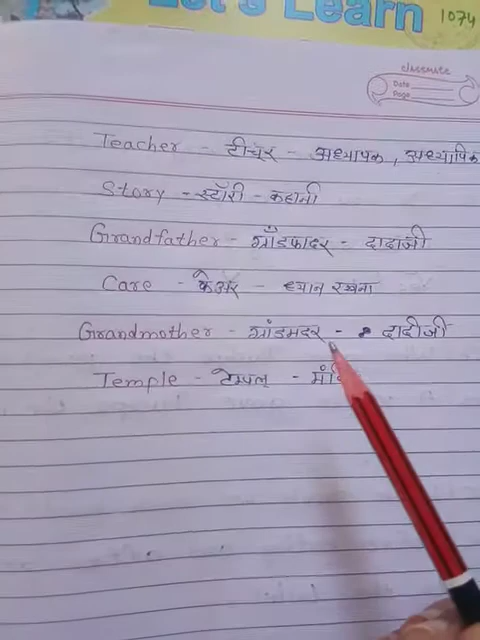 Let's Learn 1074
classmate
Date
Page
Teacher - टीचर - अध्यापक, अध्यापिक
Story - स्टॉरी - कहानी
Grandfather - ग्राँडफादर - दादाजी
Care - केअर - ध्यान रखना
Grandmother - ग्रांडमदर - दादीजी
Temple - टेम्पल् -